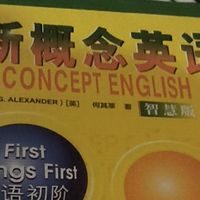 新概念英语
CONCEPT ENGLISH
G. ALEXANDER) [英] 何其莘 著 智慧版
First
ngs First
语初阶